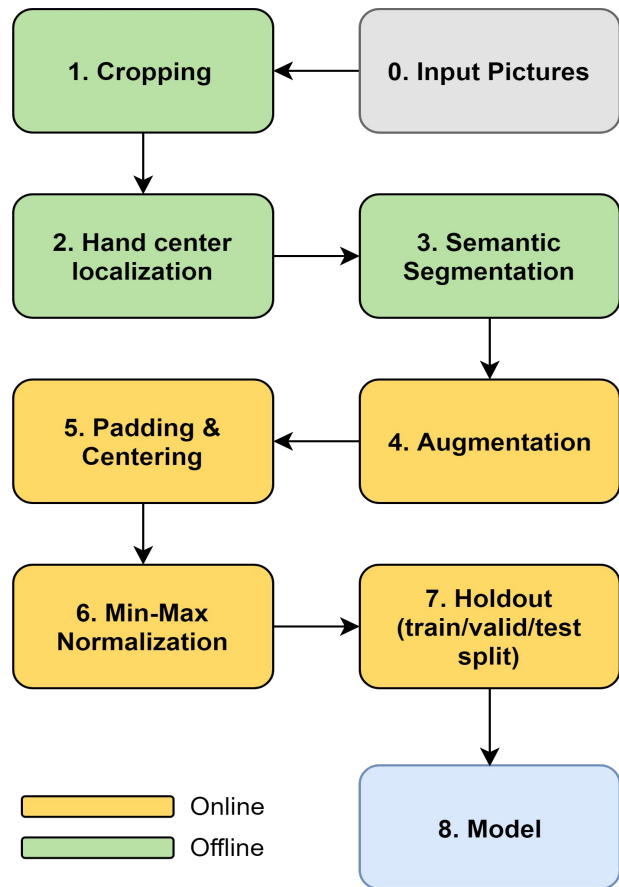 0. Input Pictures
1. Cropping
2. Hand center
localization
3. Semantic
Segmentation
4. Augmentation
5. Padding &
Centering
6. Min-Max
Normalization
7. Holdout
(train/valid/test
split)
8. Model
Online
Offline